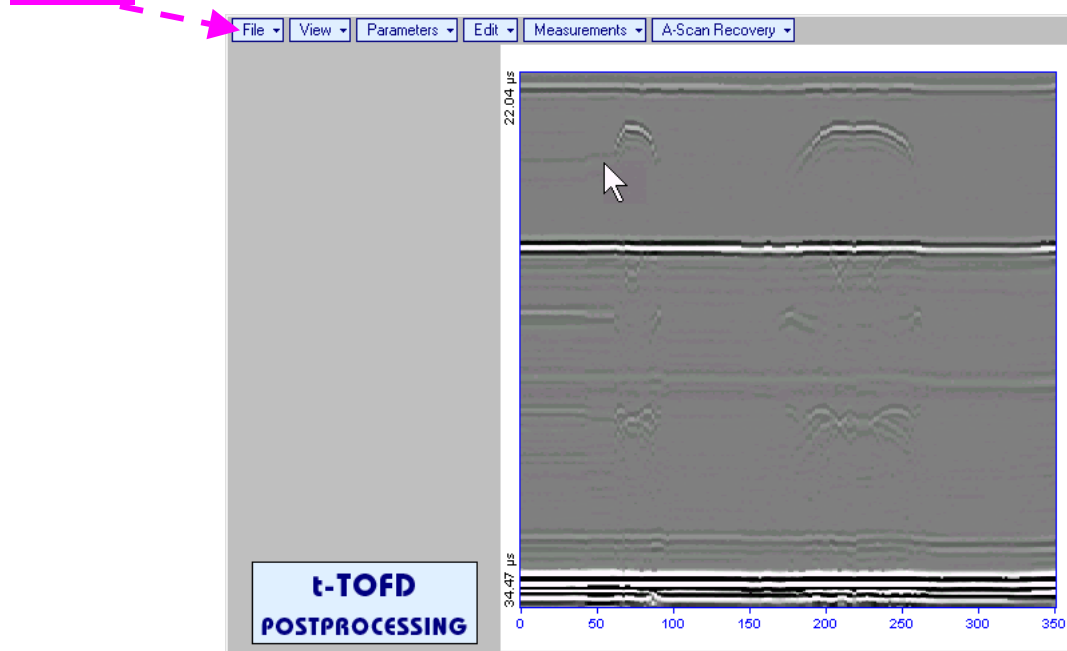 File View Parameters Edit Measurements A-Scan Recovery
22.04 µs
34.47 µs
0 50 100 150 200 250 300 350
t-TOFD
POSTPROCESSING